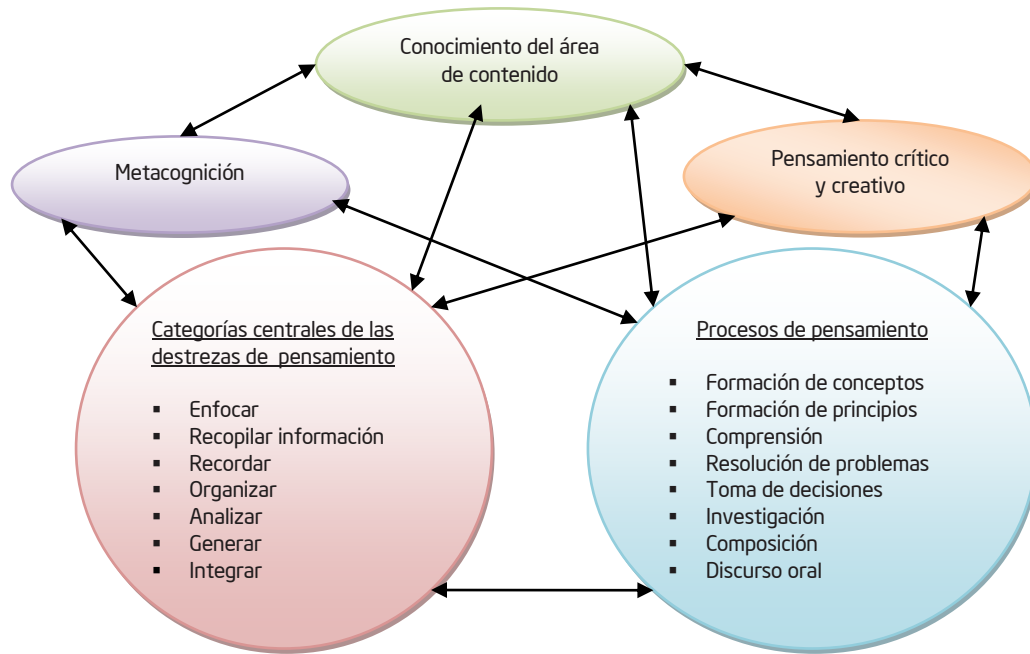 Conocimiento del área
de contenido
Metacognición
Pensamiento crítico
y creativo
Categorías centrales de las
destrezas de pensamiento
▪ Enfocar
▪ Recopilar información
▪ Recordar
▪ Organizar
▪ Analizar
▪ Generar
▪ Integrar
Procesos de pensamiento
▪ Formación de conceptos
▪ Formación de principios
▪ Comprensión
▪ Resolución de problemas
▪ Toma de decisiones
▪ Investigación
▪ Composición
▪ Discurso oral